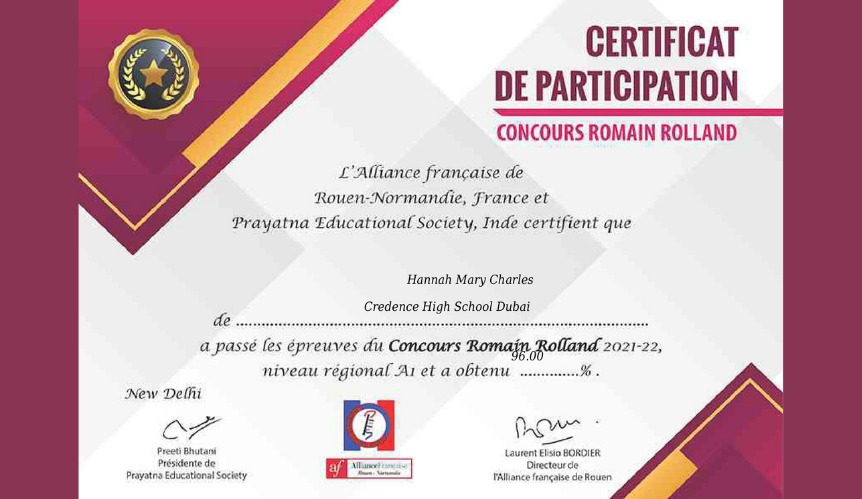 CERTIFICAT
DE PARTICIPATION
CONCOURS ROMAIN ROLLAND
L'Alliance française de
Rouen-Normandie, France et
Prayatna Educational Society, Inde certifient que
Hannah Mary Charles
Credence High School Dubai
de ..........................................................................................
a passé les épreuves du Concours Romain Rolland 2021-22,
96.00
niveau régional A1 et a obtenu ..............% .
New Delhi
Preeti Bhutani
Présidente de
Prayatna Educational Society
PES
af AllianceFrançaise
Rouen - Normandie
Laurent Elisio BORDIER
Directeur de
l'Alliance française de Rouen